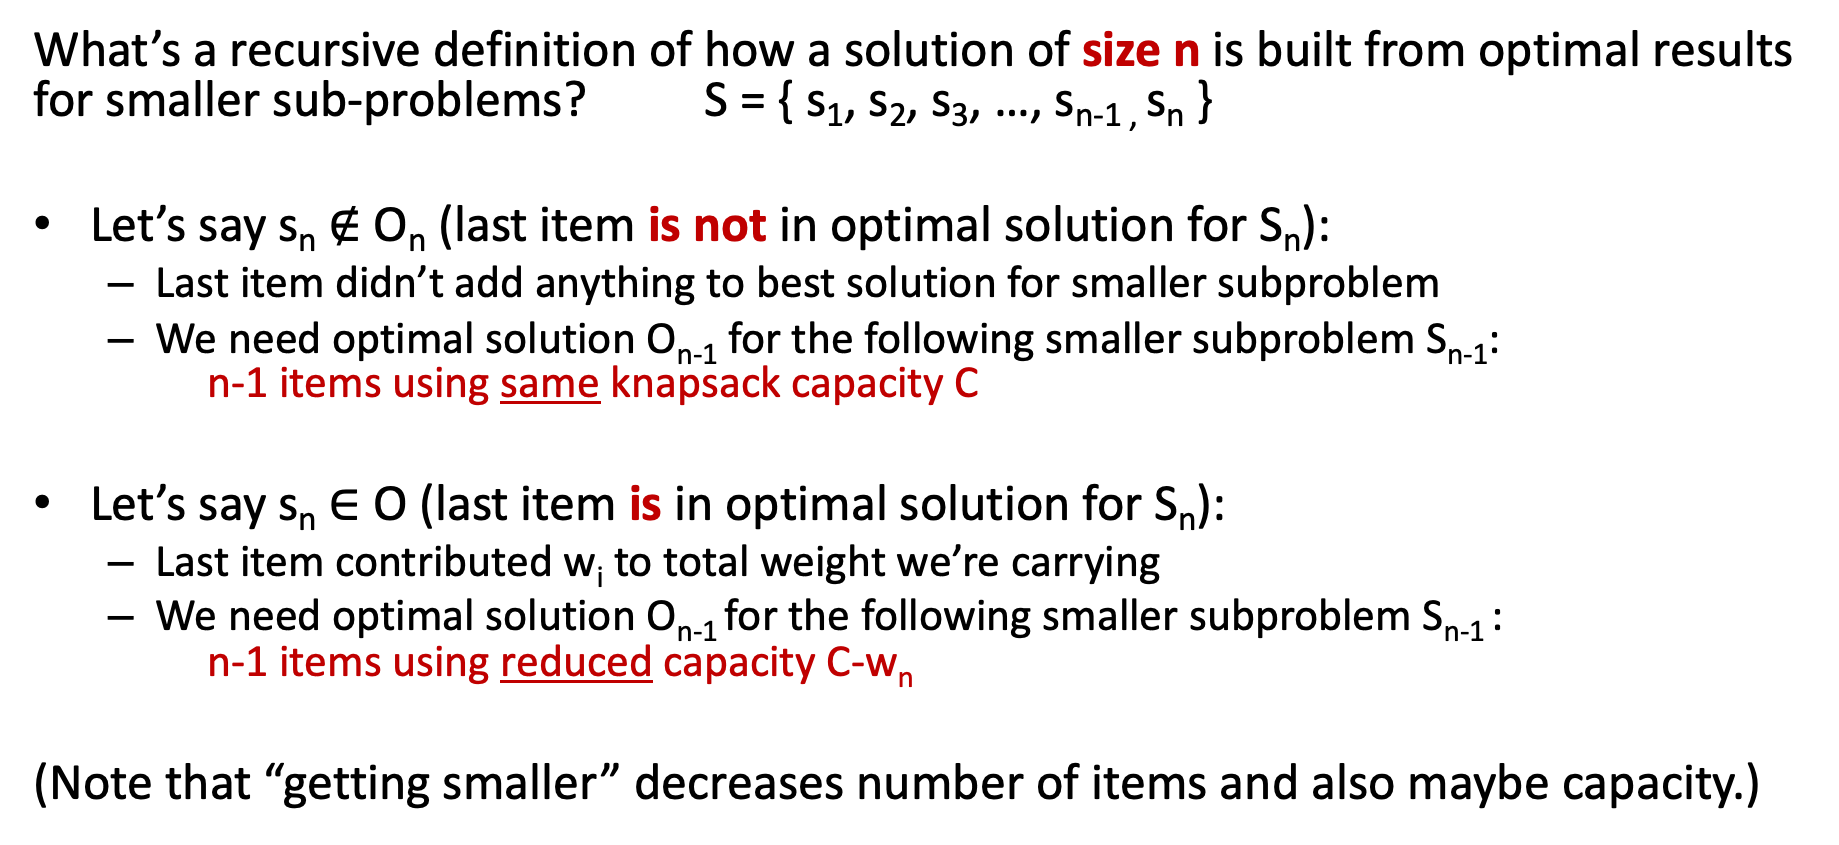 What’s a recursive definition of how a solution of size n is built from optimal results
for smaller sub-problems? S = { s₁, s₂, s₃, …, sₙ₋₁ , sₙ }
• Let’s say sₙ ∉ Oₙ (last item is not in optimal solution for Sₙ):
– Last item didn’t add anything to best solution for smaller subproblem
– We need optimal solution Oₙ₋₁ for the following smaller subproblem Sₙ₋₁:
n-1 items using same knapsack capacity C
• Let’s say sₙ ∈ O (last item is in optimal solution for Sₙ):
– Last item contributed wᵢ to total weight we’re carrying
– We need optimal solution Oₙ₋₁ for the following smaller subproblem Sₙ₋₁ :
n-1 items using reduced capacity C-wₙ
(Note that “getting smaller” decreases number of items and also maybe capacity.)